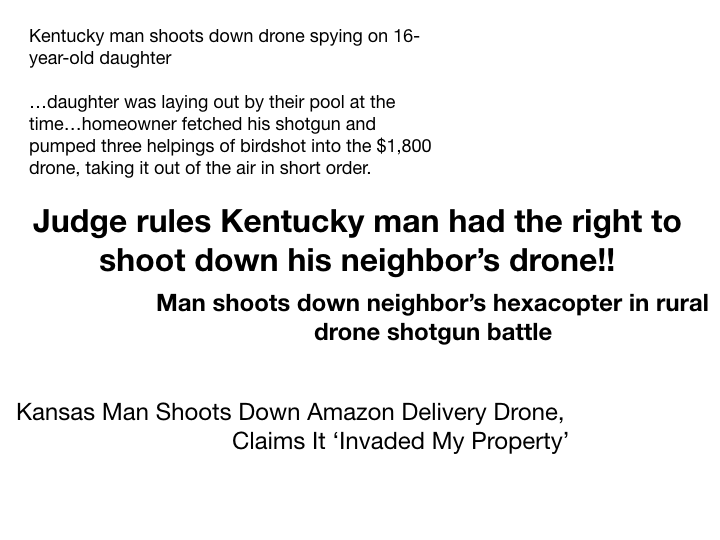 Kentucky man shoots down drone spying on 16-
year-old daughter
…daughter was laying out by their pool at the
time…homeowner fetched his shotgun and
pumped three helpings of birdshot into the $1,800
drone, taking it out of the air in short order.
Judge rules Kentucky man had the right to
shoot down his neighbor’s drone!!
Man shoots down neighbor’s hexacopter in rural
drone shotgun battle
Kansas Man Shoots Down Amazon Delivery Drone,
Claims It ‘Invaded My Property’